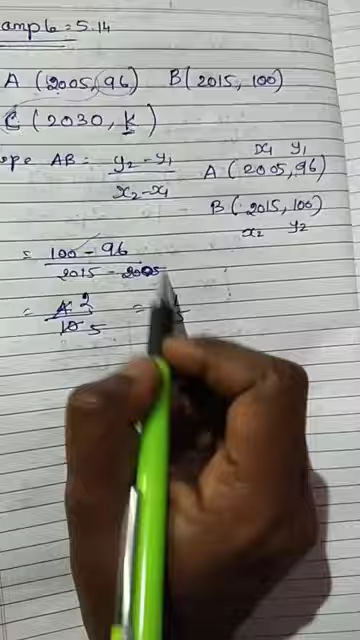 amp6 = 5.14
A (2005, 96) B(2015, 100)
C (2030, K)
ope AB = y2 - y1 / x2 - x1
x1 y1
A (2005, 96)
B (2015, 100)
x2 y2
= 100 - 96 / 2015 - 2005
= 4 2 / 10 5 =